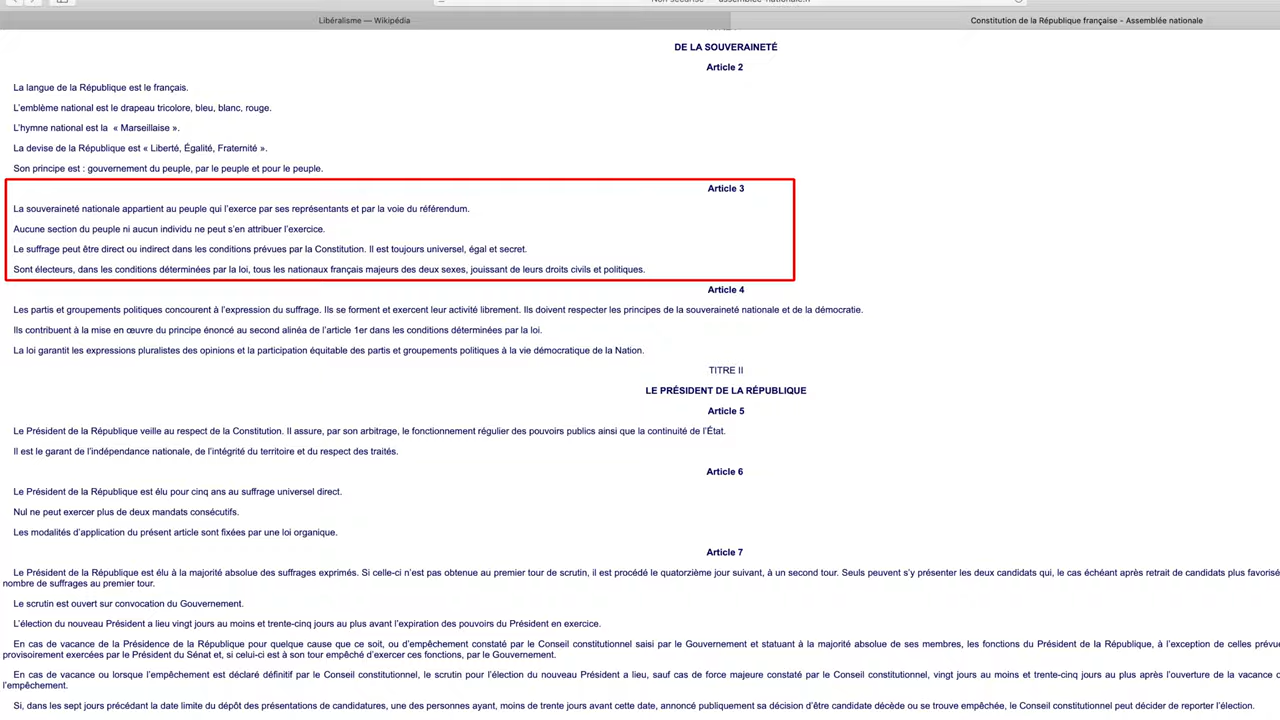 Libéralisme — Wikipédia
Constitution de la République française - Assemblée nationale
DE LA SOUVERAINETÉ
Article 2
La langue de la République est le français.
L'emblème national est le drapeau tricolore, bleu, blanc, rouge.
L'hymne national est la « Marseillaise ».
La devise de la République est « Liberté, Égalité, Fraternité ».
Son principe est : gouvernement du peuple, par le peuple et pour le peuple.
Article 3
La souveraineté nationale appartient au peuple qui l'exerce par ses représentants et par la voie du référendum.
Aucune section du peuple ni aucun individu ne peut s'en attribuer l'exercice.
Le suffrage peut être direct ou indirect dans les conditions prévues par la Constitution. Il est toujours universel, égal et secret.
Sont électeurs, dans les conditions déterminées par la loi, tous les nationaux français majeurs des deux sexes, jouissant de leurs droits civils et politiques.
Article 4
Les partis et groupements politiques concourent à l'expression du suffrage. Ils se forment et exercent leur activité librement. Ils doivent respecter les principes de la souveraineté nationale et de la démocratie.
Ils contribuent à la mise en œuvre du principe énoncé au second alinéa de l'article 1er dans les conditions déterminées par la loi.
La loi garantit les expressions pluralistes des opinions et la participation équitable des partis et groupements politiques à la vie démocratique de la Nation.
TITRE II
LE PRÉSIDENT DE LA RÉPUBLIQUE
Article 5
Le Président de la République veille au respect de la Constitution. Il assure, par son arbitrage, le fonctionnement régulier des pouvoirs publics ainsi que la continuité de l'État.
Il est le garant de l'indépendance nationale, de l'intégrité du territoire et du respect des traités.
Article 6
Le Président de la République est élu pour cinq ans au suffrage universel direct.
Nul ne peut exercer plus de deux mandats consécutifs.
Les modalités d'application du présent article sont fixées par une loi organique.
Article 7
Le Président de la République est élu à la majorité absolue des suffrages exprimés. Si celle-ci n'est pas obtenue au premier tour de scrutin, il est procédé le quatorzième jour suivant, à un second tour. Seuls peuvent s'y présenter les deux candidats qui, le cas échéant après retrait de candidats plus favorisé
nombre de suffrages au premier tour.
Le scrutin est ouvert sur convocation du Gouvernement.
L'élection du nouveau Président a lieu vingt jours au moins et trente-cinq jours au plus avant l'expiration des pouvoirs du Président en exercice.
En cas de vacance de la Présidence de la République pour quelque cause que ce soit, ou d'empêchement constaté par le Conseil constitutionnel saisi par le Gouvernement et statuant à la majorité absolue de ses membres, les fonctions du Président de la République, à l'exception de celles prévue
provisoirement exercées par le Président du Sénat et, si celui-ci est à son tour empêché d'exercer ces fonctions, par le Gouvernement.
En cas de vacance ou lorsque l'empêchement est déclaré définitif par le Conseil constitutionnel, le scrutin pour l'élection du nouveau Président a lieu, sauf cas de force majeure constaté par le Conseil constitutionnel, vingt jours au moins et trente-cinq jours au plus après l'ouverture de la vacance
l'empêchement.
Si, dans les sept jours précédant la date limite du dépôt des présentations de candidatures, une des personnes ayant, moins de trente jours avant cette date, annoncé publiquement sa décision d'être candidate décède ou se trouve empêchée, le Conseil constitutionnel peut décider de reporter l'élection.